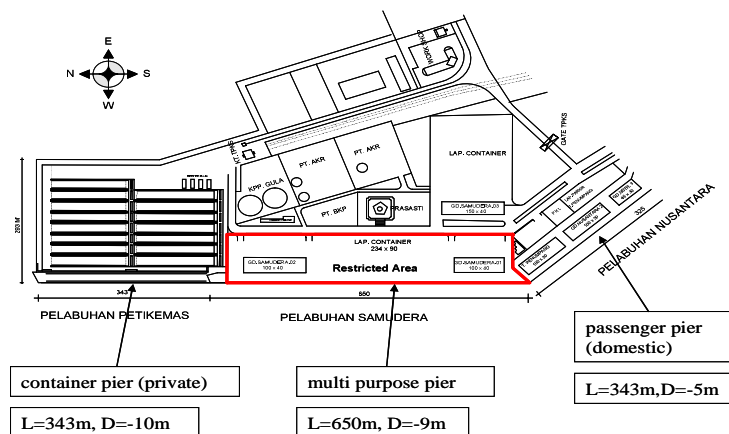 E
N S
W
WORK SHOP
GATE TPKS
KT.TPKS
PT. AKR
PT. AKR
LAP. CONTAINER
KPP. GULA
PT. BKP
PRASASTI
GD.SAMUDERA.03
150 x 40
LAP. CONTAINER
234 x 90
GD.SAMUDERA.02
100 x 40
Restricted Area
GD.SAMUDERA.01
100 x 40
293 M
325
PELABUHAN NUSANTARA
343
650
PELABUHAN PETIKEMAS
PELABUHAN SAMUDERA
passenger pier
(domestic)
L=343m,D=-5m
container pier (private)
L=343m, D=-10m
multi purpose pier
L=650m, D=-9m